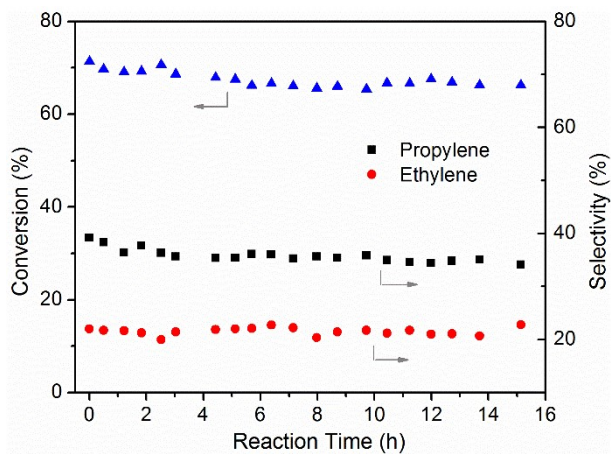 80
60
40
20
0
Conversion (%)
Propylene
Ethylene
80
60
40
20
Selectivity (%)
0 2 4 6 8 10 12 14 16
Reaction Time (h)